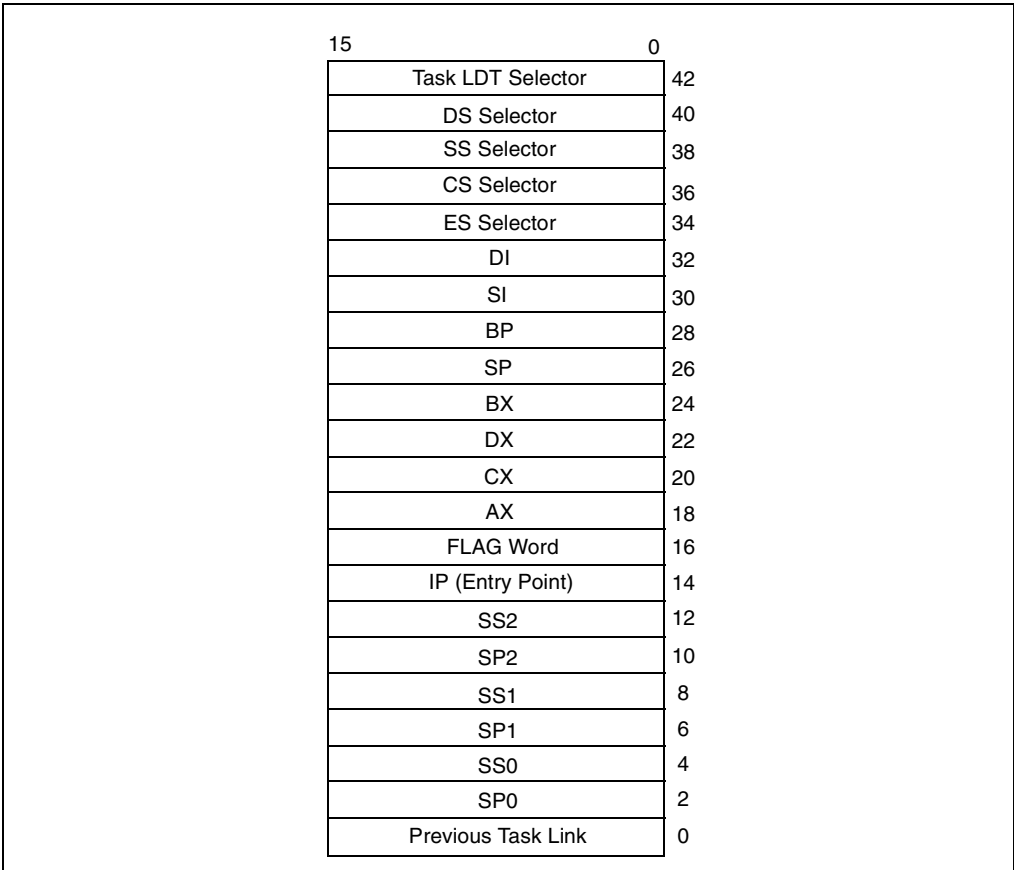 15 0
Task LDT Selector 42
DS Selector 40
SS Selector 38
CS Selector 36
ES Selector 34
DI 32
SI 30
BP 28
SP 26
BX 24
DX 22
CX 20
AX 18
FLAG Word 16
IP (Entry Point) 14
SS2 12
SP2 10
SS1 8
SP1 6
SS0 4
SP0 2
Previous Task Link 0